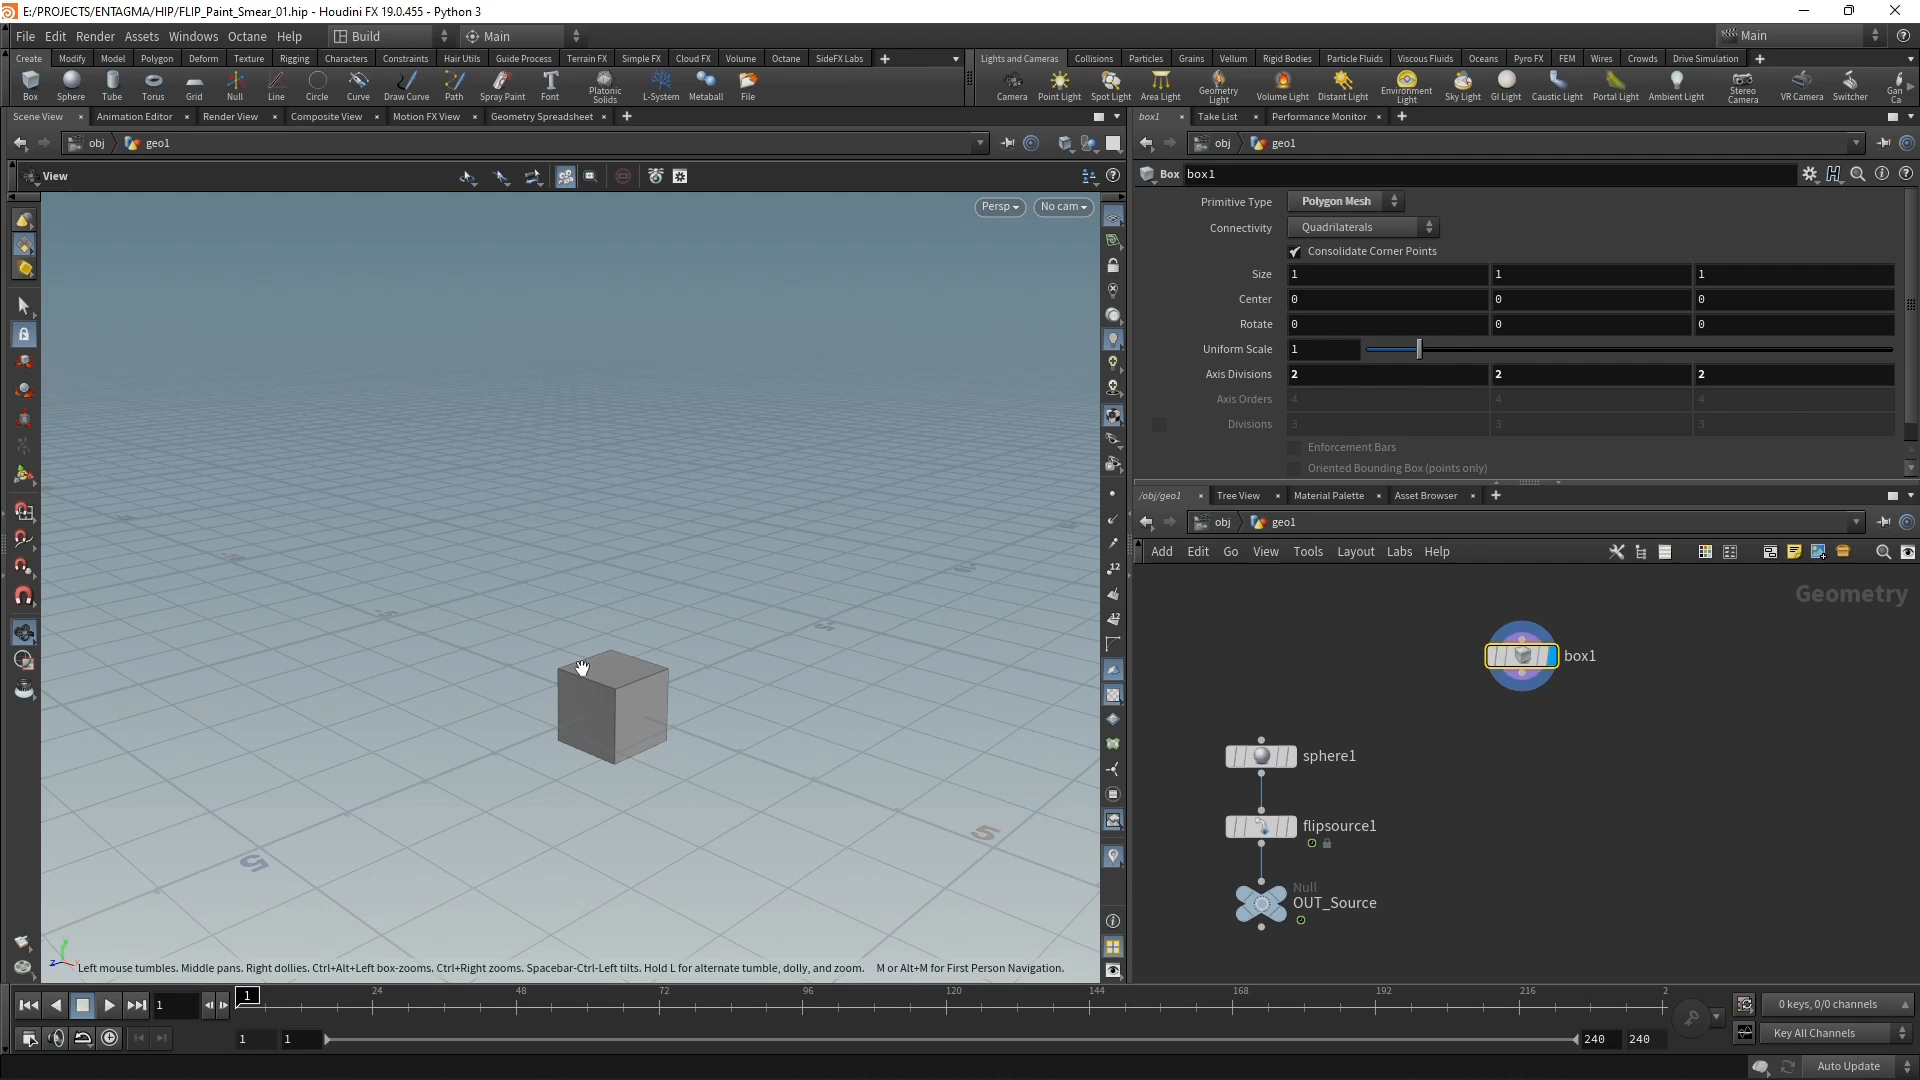 E:/PROJECTS/ENTAGMA/HIP/FLIP_Paint_Smear_01.hip - Houdini FX 19.0.455 - Python 3
File Edit Render Assets Windows Octane Help Build Main Main
Create Modify Model Polygon Deform Texture Rigging Characters Constraints Hair Utils Guide Process Terrain FX Simple FX Cloud FX Volume Octane SideFX Labs
Lights and Cameras Collisions Particles Grains Vellum Rigid Bodies Particle Fluids Viscous Fluids Oceans Pyro FX FEM Wires Crowds Drive Simulation
Box Sphere Tube Torus Grid Null Line Circle Curve Draw Curve Path Spray Paint Font Platonic Solids L-System Metaball File
Camera Point Light Spot Light Area Light Geometry Light Volume Light Distant Light Environment Light Sky Light GI Light Caustic Light Portal Light Ambient Light Stereo Camera VR Camera Switcher Gan Ca
Scene View Animation Editor Render View Composite View Motion FX View Geometry Spreadsheet
box1 Take List Performance Monitor
obj geo1
obj geo1
View
Box box1
Persp No cam
Primitive Type Polygon Mesh
Connectivity Quadrilaterals
Consolidate Corner Points
Size 1 1 1
Center 0 0 0
Rotate 0 0 0
Uniform Scale 1
Axis Divisions 2 2 2
Axis Orders 4 4 4
Divisions 3 3 3
Enforcement Bars
Oriented Bounding Box (points only)
/obj/geo1 Tree View Material Palette Asset Browser
obj geo1
Add Edit Go View Tools Layout Labs Help
Geometry
box1
sphere1
flipsource1
Null
OUT_Source
5
5
12
12
Left mouse tumbles. Middle pans. Right dollies. Ctrl+Alt+Left box-zooms. Ctrl+Right zooms. Spacebar-Ctrl-Left tilts. Hold L for alternate tumble, dolly, and zoom. M or Alt+M for First Person Navigation.
1 1 24 48 72 96 120 144 168 192 216 2
0 keys, 0/0 channels
1 1 240 240
Key All Channels
Auto Update